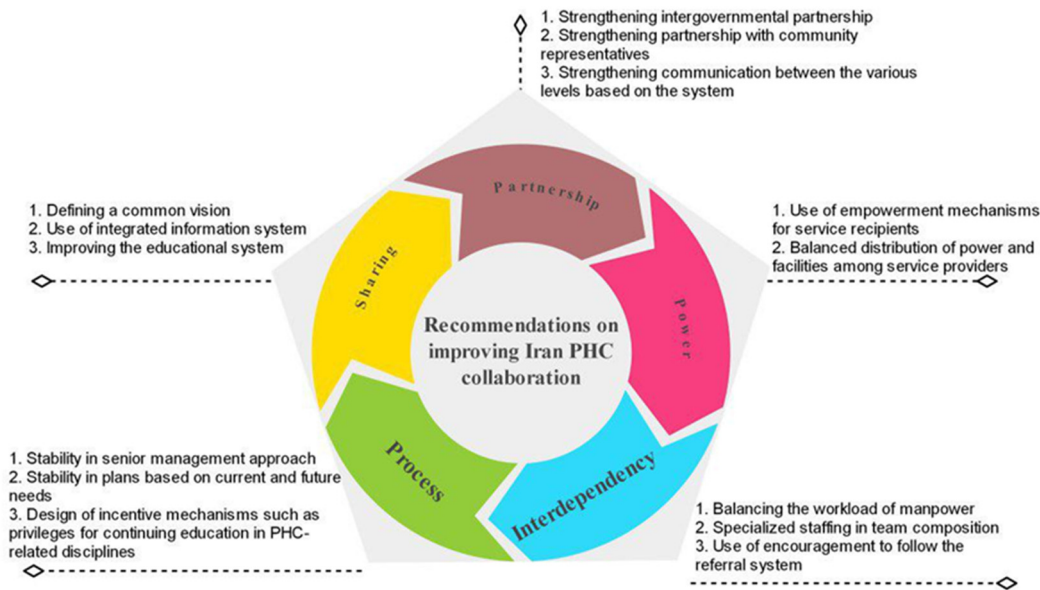 1. Strengthening intergovernmental partnership
2. Strengthening partnership with community
representatives
3. Strengthening communication between the various
levels based on the system
Partnership
1. Defining a common vision
2. Use of integrated information system
3. Improving the educational system
Sharing
1. Use of empowerment mechanisms
for service recipients
2. Balanced distribution of power and
facilities among service providers
Power
Recommendations on
improving Iran PHC
collaboration
Process
Interdependency
1. Stability in senior management approach
2. Stability in plans based on current and future
needs
3. Design of incentive mechanisms such as
privileges for continuing education in PHC-
related disciplines
1. Balancing the workload of manpower
2. Specialized staffing in team composition
3. Use of encouragement to follow the
referral system